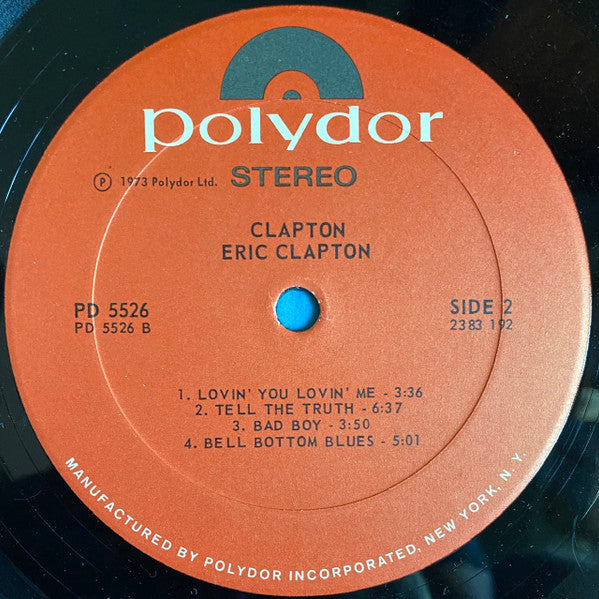 polydor
℗ 1973 Polydor Ltd. STEREO
CLAPTON
ERIC CLAPTON
PD 5526 SIDE 2
PD 5526 B 2383 192
1. LOVIN' YOU LOVIN' ME - 3:36
2. TELL THE TRUTH - 6:37
3. BAD BOY - 3:50
4. BELL BOTTOM BLUES - 5:01
MANUFACTURED BY POLYDOR INCORPORATED, NEW YORK, N. Y.